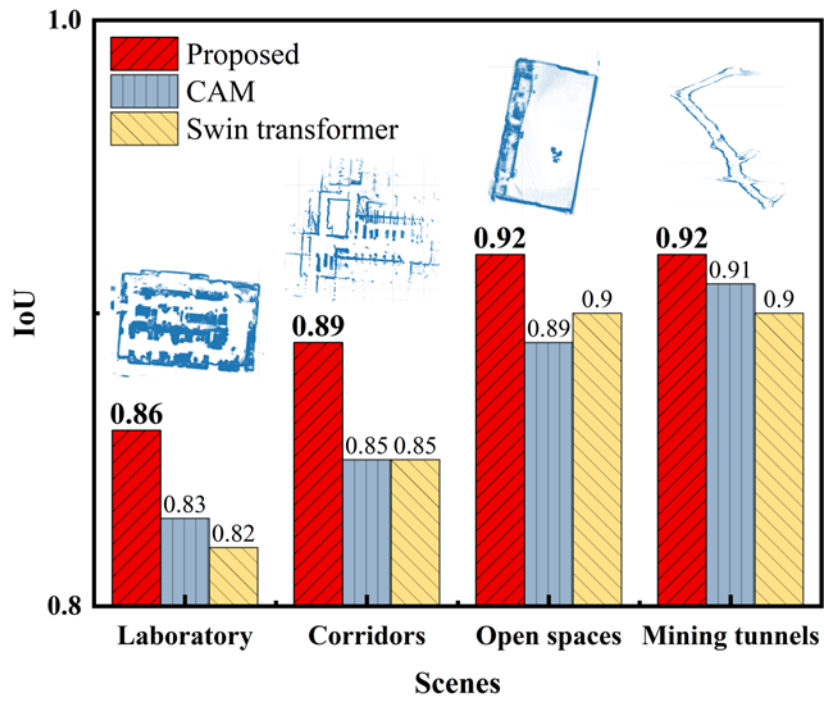 1.0
Proposed
CAM
Swin transformer
0.92
0.92
0.91
0.9
0.9
0.89
0.89
0.86
0.85
0.85
0.83
0.82
IoU
0.8
Laboratory
Corridors
Open spaces
Mining tunnels
Scenes